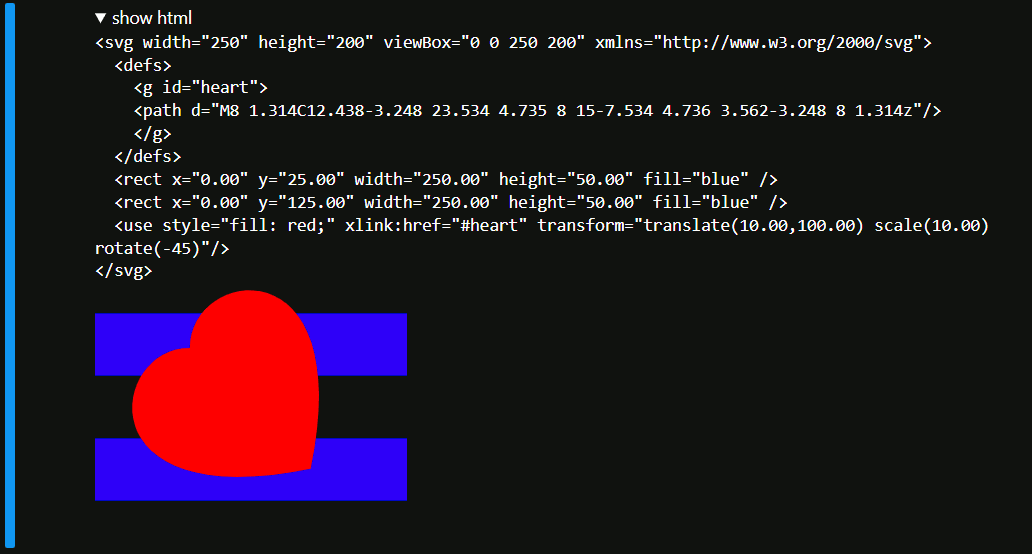 ▼ show html
<svg width="250" height="200" viewBox="0 0 250 200" xmlns="http://www.w3.org/2000/svg">
  <defs>
    <g id="heart">
    <path d="M8 1.314C12.438-3.248 23.534 4.735 8 15-7.534 4.736 3.562-3.248 8 1.314z"/>
    </g>
  </defs>
  <rect x="0.00" y="25.00" width="250.00" height="50.00" fill="blue" />
  <rect x="0.00" y="125.00" width="250.00" height="50.00" fill="blue" />
  <use style="fill: red;" xlink:href="#heart" transform="translate(10.00,100.00) scale(10.00)
rotate(-45)"/>
</svg>